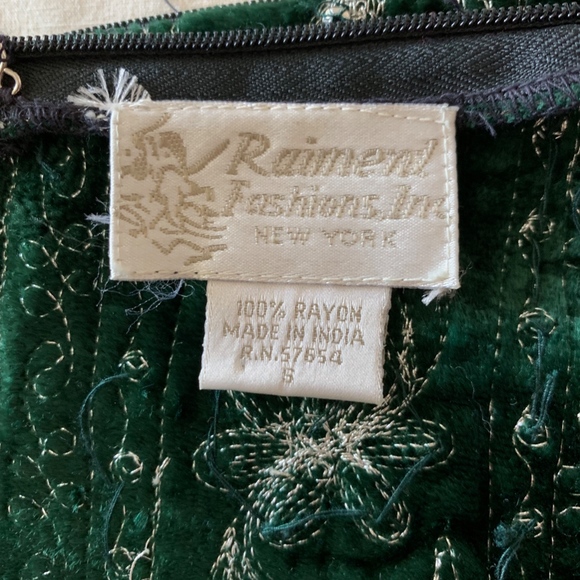 Raiment
Fashions, Inc
NEW YORK
100% RAYON
MADE IN INDIA
R.N.57654
S